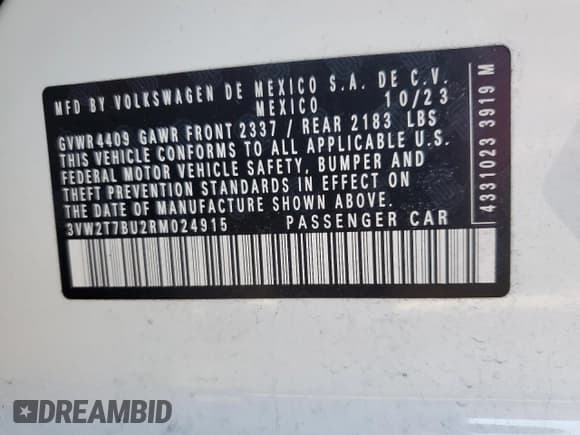 MFD BY VOLKSWAGEN DE MEXICO S.A. DE C.V.
MEXICO 10/23
GVWR 4409 GAWR FRONT 2337 / REAR 2183 LBS
THIS VEHICLE CONFORMS TO ALL APPLICABLE U.S.
FEDERAL MOTOR VEHICLE SAFETY, BUMPER AND
THEFT PREVENTION STANDARDS IN EFFECT ON
THE DATE OF MANUFACTURE SHOWN ABOVE.
3VW2T7BU2RM024915 PASSENGER CAR
4331023 3919 M
DREAMBID